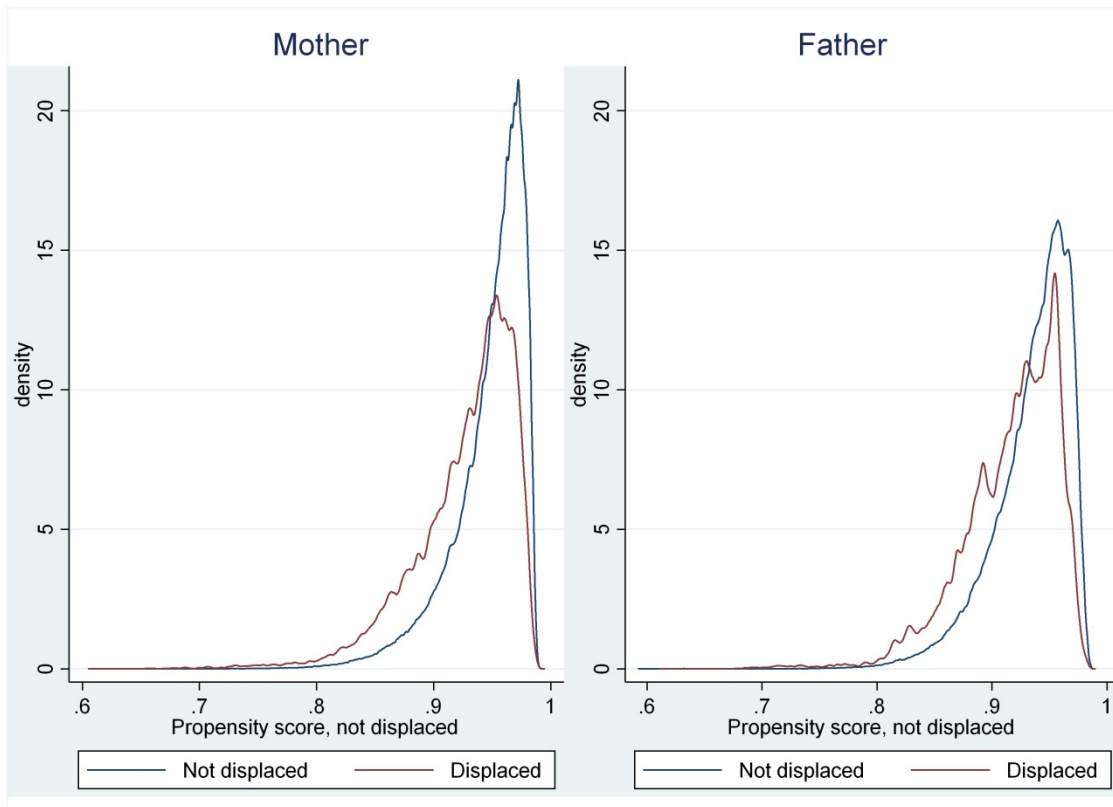 Mother
density
20
15
10
5
0
.6 .7 .8 .9 1
Propensity score, not displaced
Not displaced Displaced
Father
density
20
15
10
5
0
.6 .7 .8 .9 1
Propensity score, not displaced
Not displaced Displaced